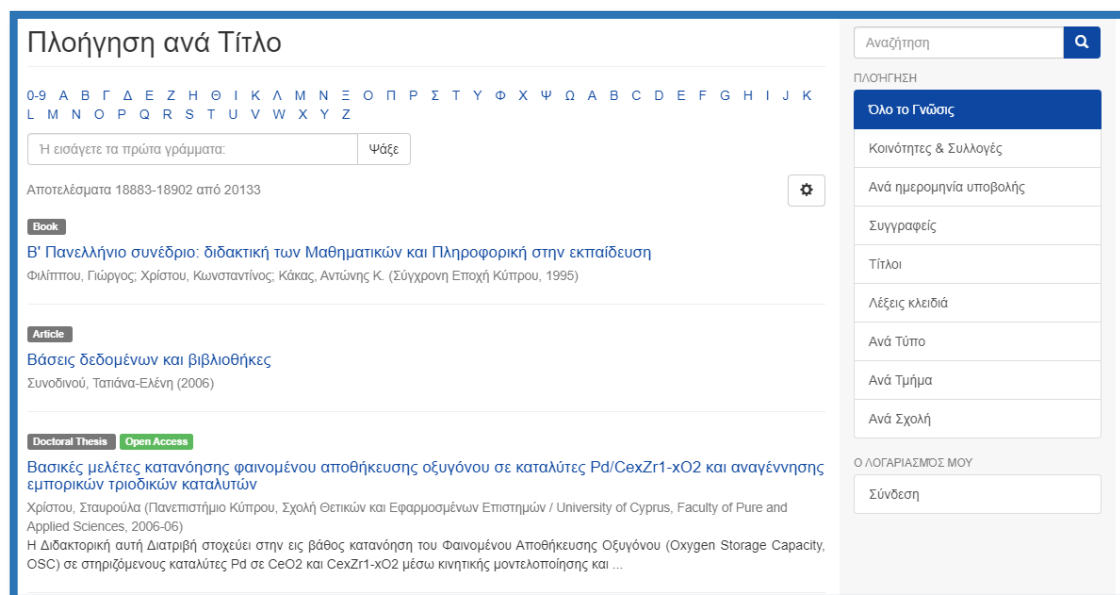 Πλοήγηση ανά Τίτλο
0-9 Α Β Γ Δ Ε Ζ Η Θ Ι Κ Λ Μ Ν Ξ Ο Π Ρ Σ Τ Υ Φ Χ Ψ Ω A B C D E F G H I J K
L M N O P Q R S T U V W X Y Z
Ή εισάγετε τα πρώτα γράμματα:
Ψάξε
Αποτελέσματα 18883-18902 από 20133
Book
Β' Πανελλήνιο συνέδριο: διδακτική των Μαθηματικών και Πληροφορική στην εκπαίδευση
Φιλίππου, Γιώργος; Χρίστου, Κωνσταντίνος; Κάκας, Αντώνης Κ. (Σύγχρονη Εποχή Κύπρου, 1995)
Article
Βάσεις δεδομένων και βιβλιοθήκες
Συνοδινού, Τατιάνα-Ελένη (2006)
Doctoral Thesis Open Access
Βασικές μελέτες κατανόησης φαινομένου αποθήκευσης οξυγόνου σε καταλύτες Pd/CexZr1-xO2 και αναγέννησης
εμπορικών τριοδικών καταλυτών
Χρίστου, Σταυρούλα (Πανεπιστήμιο Κύπρου, Σχολή Θετικών και Εφαρμοσμένων Επιστημών / University of Cyprus, Faculty of Pure and
Applied Sciences, 2006-06)
Η Διδακτορική αυτή Διατριβή στοχεύει στην εις βάθος κατανόηση του Φαινομένου Αποθήκευσης Οξυγόνου (Oxygen Storage Capacity,
OSC) σε στηριζόμενους καταλύτες Pd σε CeO2 και CexZr1-xO2 μέσω κινητικής μοντελοποίησης και ...
Αναζήτηση
ΠΛΟΉΓΗΣΗ
Όλο το Γνῶσις
Κοινότητες & Συλλογές
Ανά ημερομηνία υποβολής
Συγγραφείς
Τίτλοι
Λέξεις κλειδιά
Ανά Τύπο
Ανά Τμήμα
Ανά Σχολή
Ο ΛΟΓΑΡΙΑΣΜΌΣ ΜΟΥ
Σύνδεση